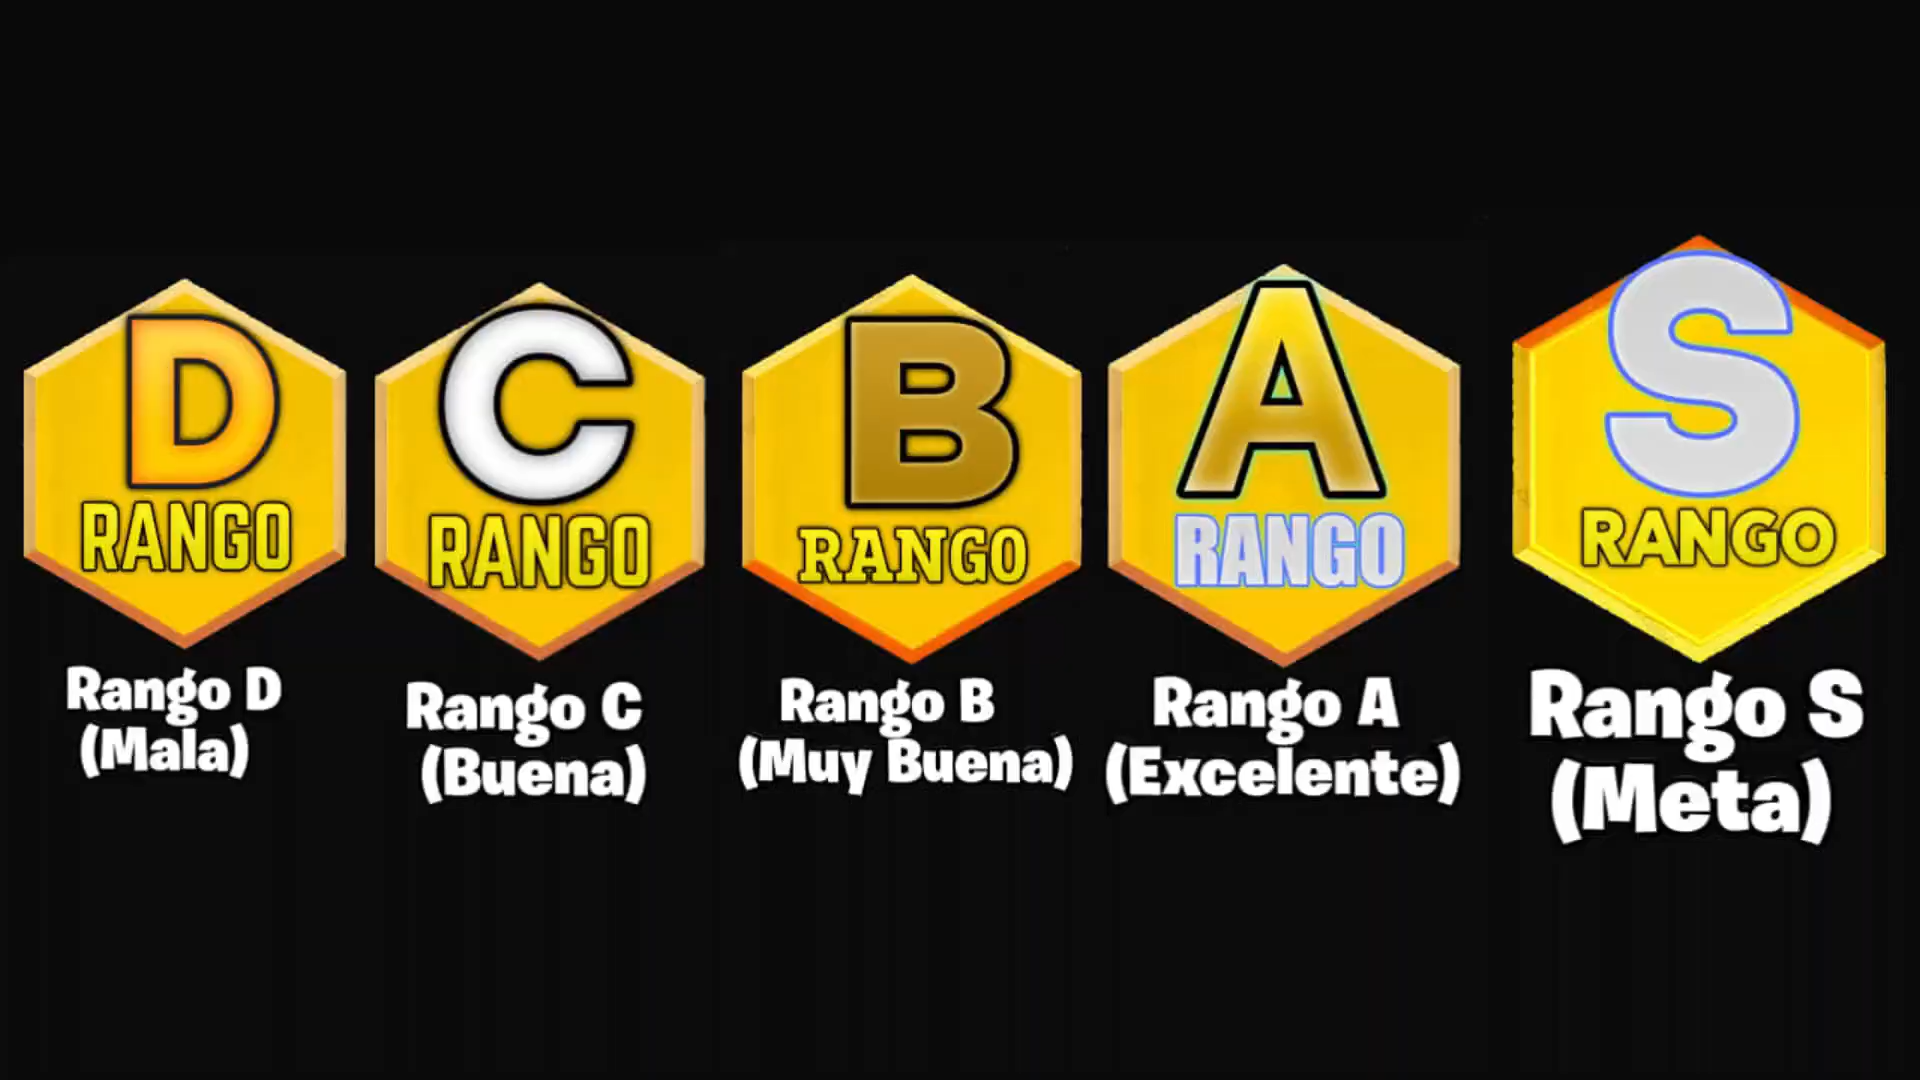 D
RANGO
Rango D
(Mala)
C
RANGO
Rango C
(Buena)
B
RANGO
Rango B
(Muy Buena)
A
RANGO
Rango A
(Excelente)
S
RANGO
Rango S
(Meta)